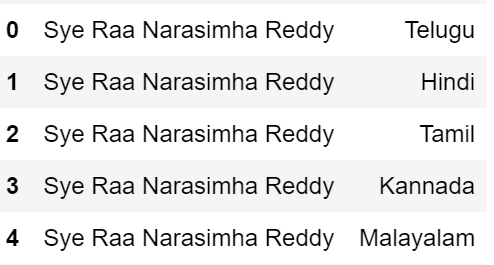 0 Sye Raa Narasimha Reddy Telugu
1 Sye Raa Narasimha Reddy Hindi
2 Sye Raa Narasimha Reddy Tamil
3 Sye Raa Narasimha Reddy Kannada
4 Sye Raa Narasimha Reddy Malayalam